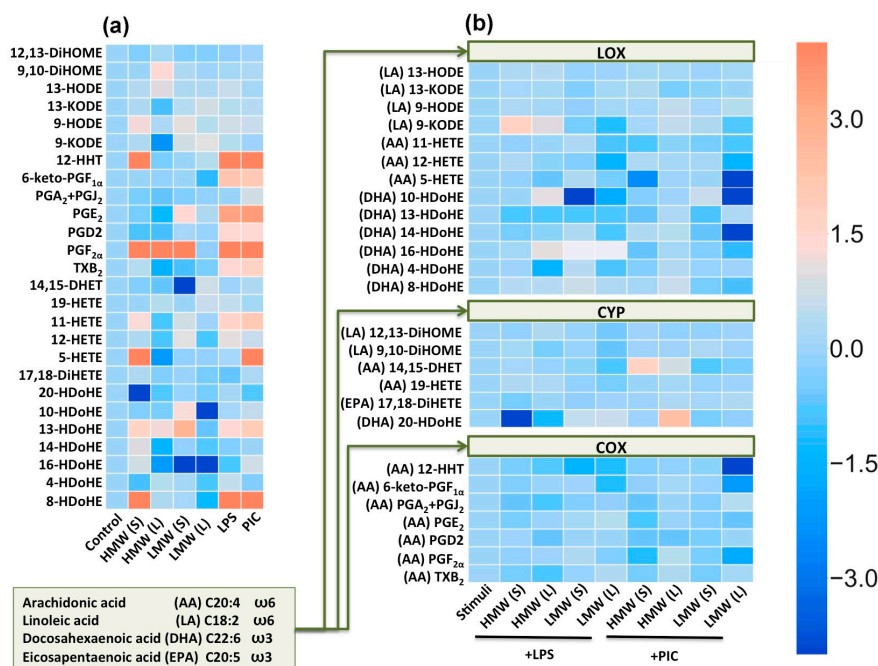 (a)
12,13-DiHOME
9,10-DiHOME
13-HODE
13-KODE
9-HODE
9-KODE
12-HHT
6-keto-PGF1α
PGA2+PGJ2
PGE2
PGD2
PGF2α
TXB2
14,15-DHET
19-HETE
11-HETE
12-HETE
5-HETE
17,18-DiHETE
20-HDoHE
10-HDoHE
13-HDoHE
14-HDoHE
16-HDoHE
4-HDoHE
8-HDoHE
Control
HMW (S)
HMW (L)
LMW (S)
LMW (L)
LPS
PIC
Arachidonic acid (AA) C20:4 ω6
Linoleic acid (LA) C18:2 ω6
Docosahexaenoic acid (DHA) C22:6 ω3
Eicosapentaenoic acid (EPA) C20:5 ω3
(b)
LOX
(LA) 13-HODE
(LA) 13-KODE
(LA) 9-HODE
(LA) 9-KODE
(AA) 11-HETE
(AA) 12-HETE
(AA) 5-HETE
(DHA) 10-HDoHE
(DHA) 13-HDoHE
(DHA) 14-HDoHE
(DHA) 16-HDoHE
(DHA) 4-HDoHE
(DHA) 8-HDoHE
CYP
(LA) 12,13-DiHOME
(LA) 9,10-DiHOME
(AA) 14,15-DHET
(AA) 19-HETE
(EPA) 17,18-DiHETE
(DHA) 20-HDoHE
COX
(AA) 12-HHT
(AA) 6-keto-PGF1α
(AA) PGA2+PGJ2
(AA) PGE2
(AA) PGD2
(AA) PGF2α
(AA) TXB2
Stimuli
HMW (S)
HMW (L)
LMW (S)
LMW (L)
HMW (S)
HMW (L)
LMW (S)
LMW (L)
+LPS
+PIC
3.0
1.5
0.0
−1.5
−3.0